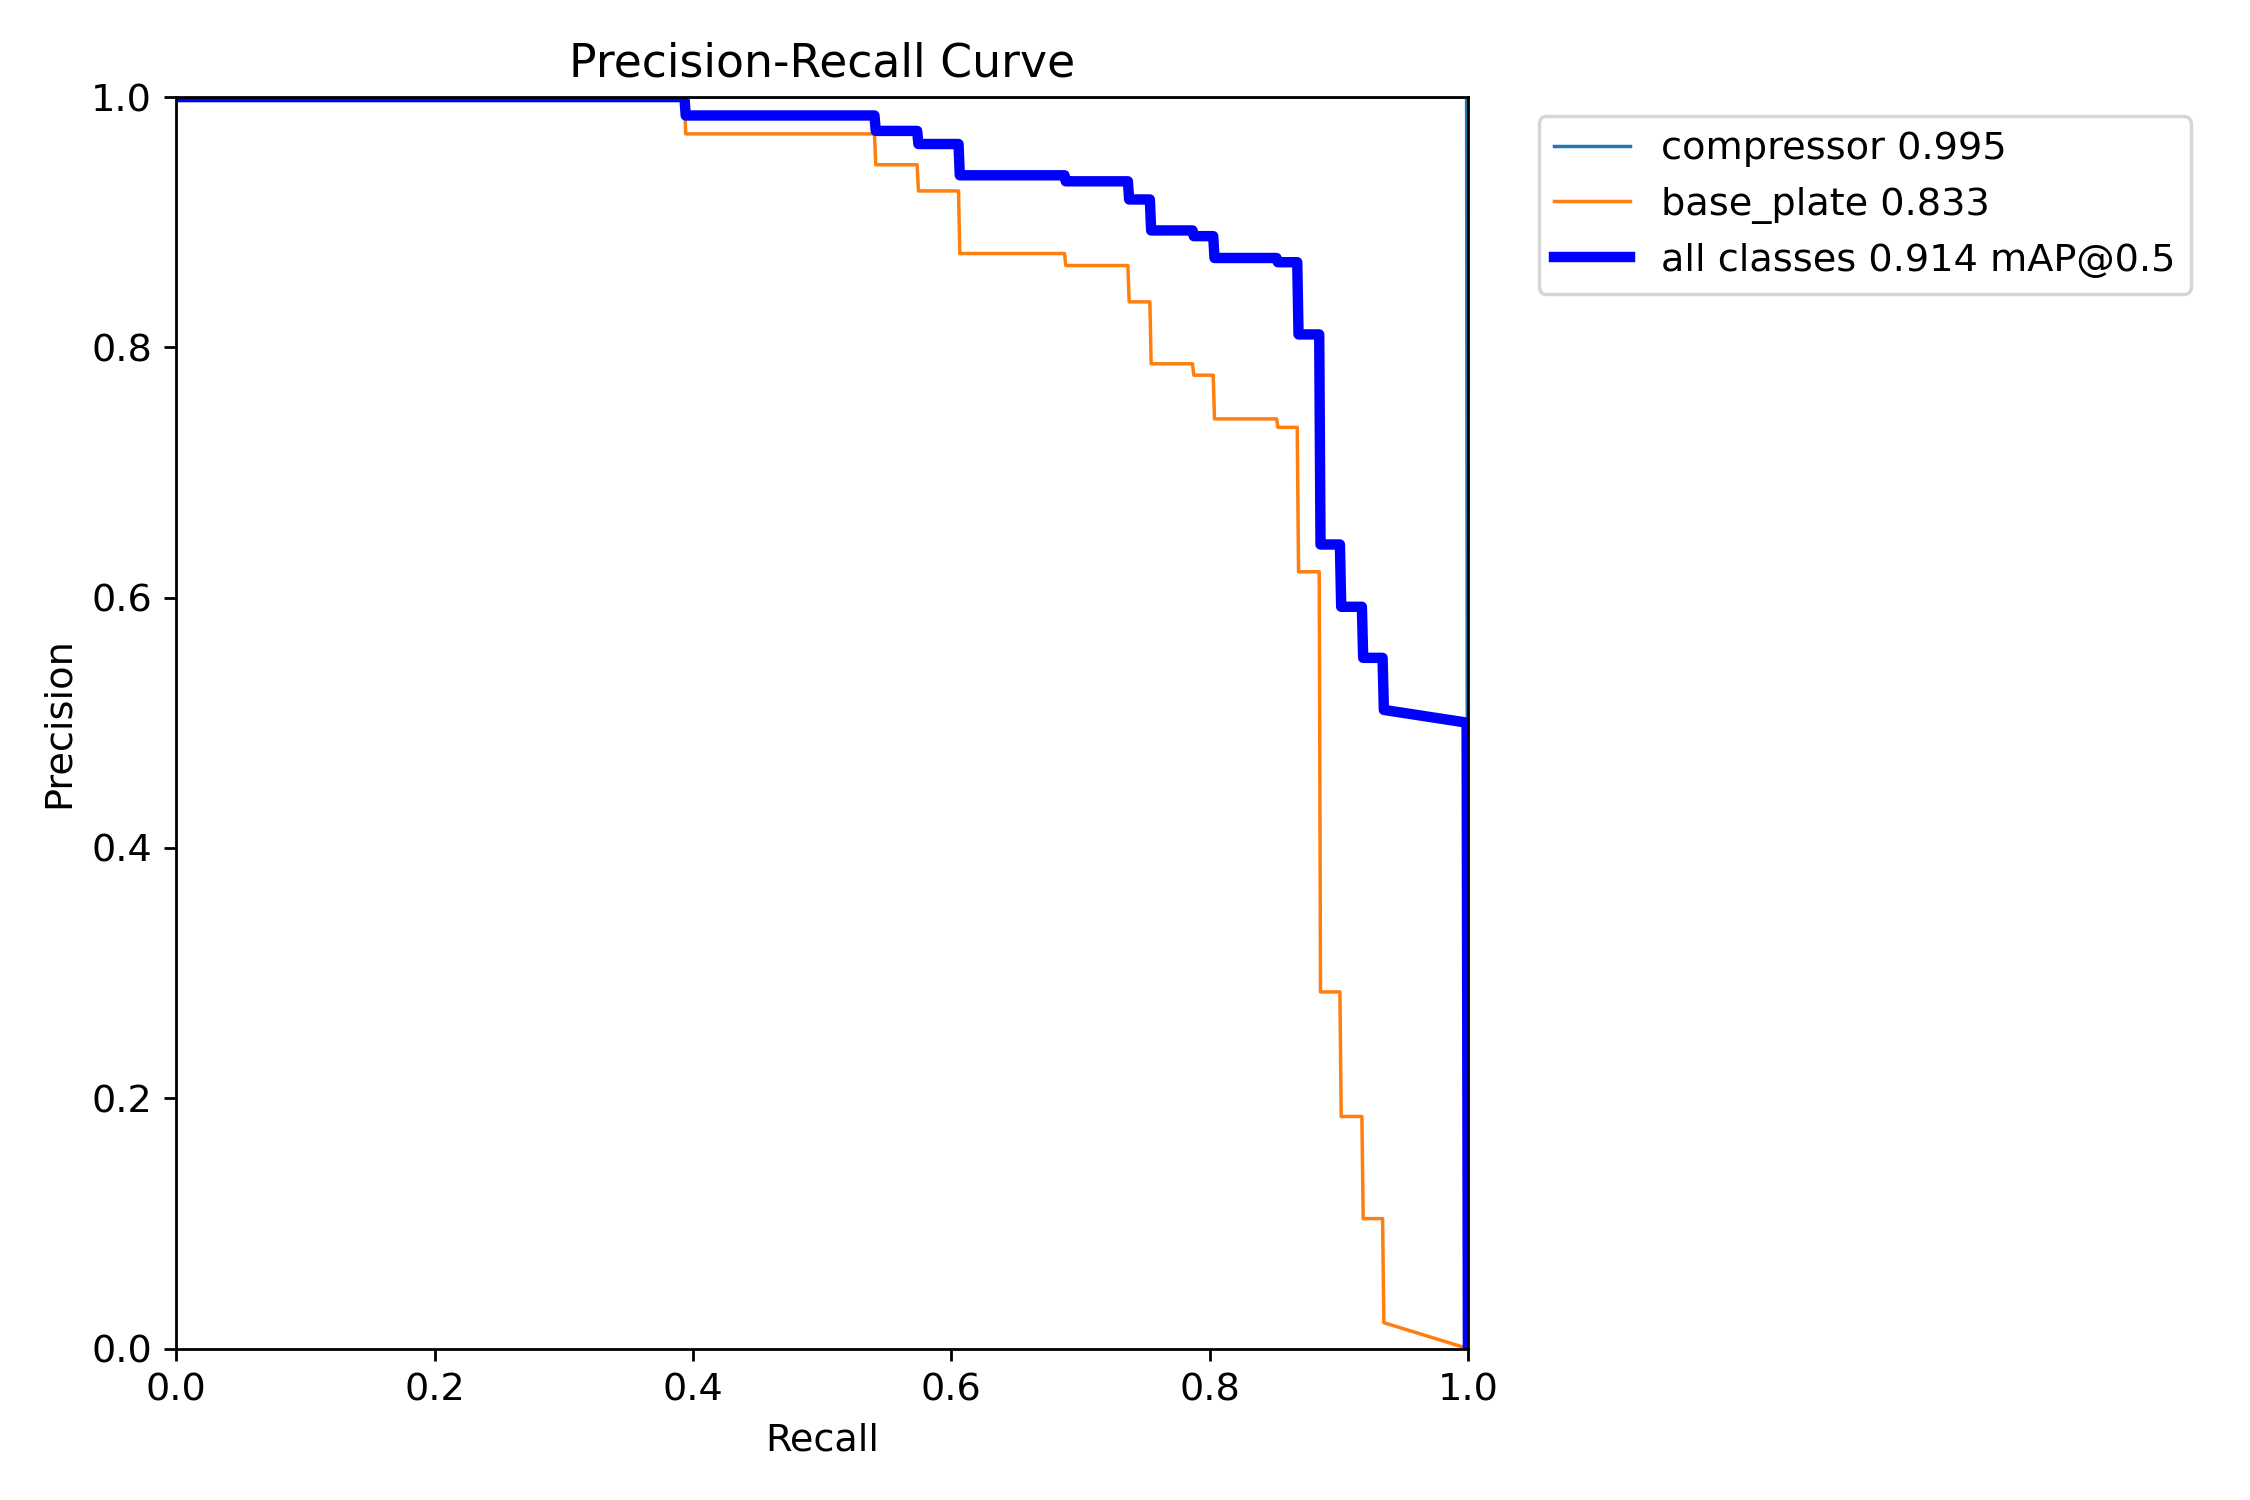 Precision-Recall Curve
1.0
0.8
0.6
0.4
0.2
0.0
Precision
0.0 0.2 0.4 0.6 0.8 1.0
Recall
compressor 0.995
base_plate 0.833
all classes 0.914 mAP@0.5